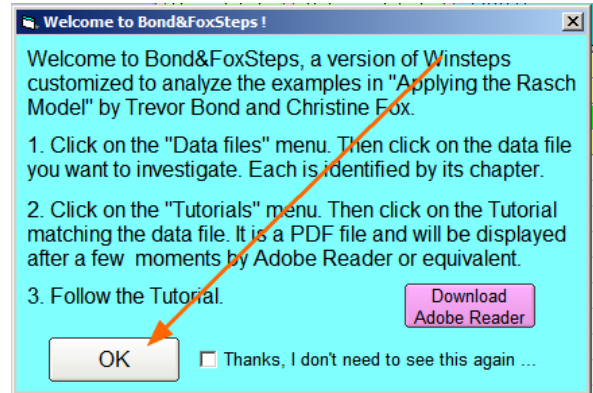 Welcome to Bond&FoxSteps !
Welcome to Bond&FoxSteps, a version of Winsteps
customized to analyze the examples in "Applying the Rasch
Model" by Trevor Bond and Christine Fox.
1. Click on the "Data files" menu. Then click on the data file
you want to investigate. Each is identified by its chapter.
2. Click on the "Tutorials" menu. Then click on the Tutorial
matching the data file. It is a PDF file and will be displayed
after a few moments by Adobe Reader or equivalent.
3. Follow the Tutorial.
Download
Adobe Reader
OK
Thanks, I don't need to see this again ...